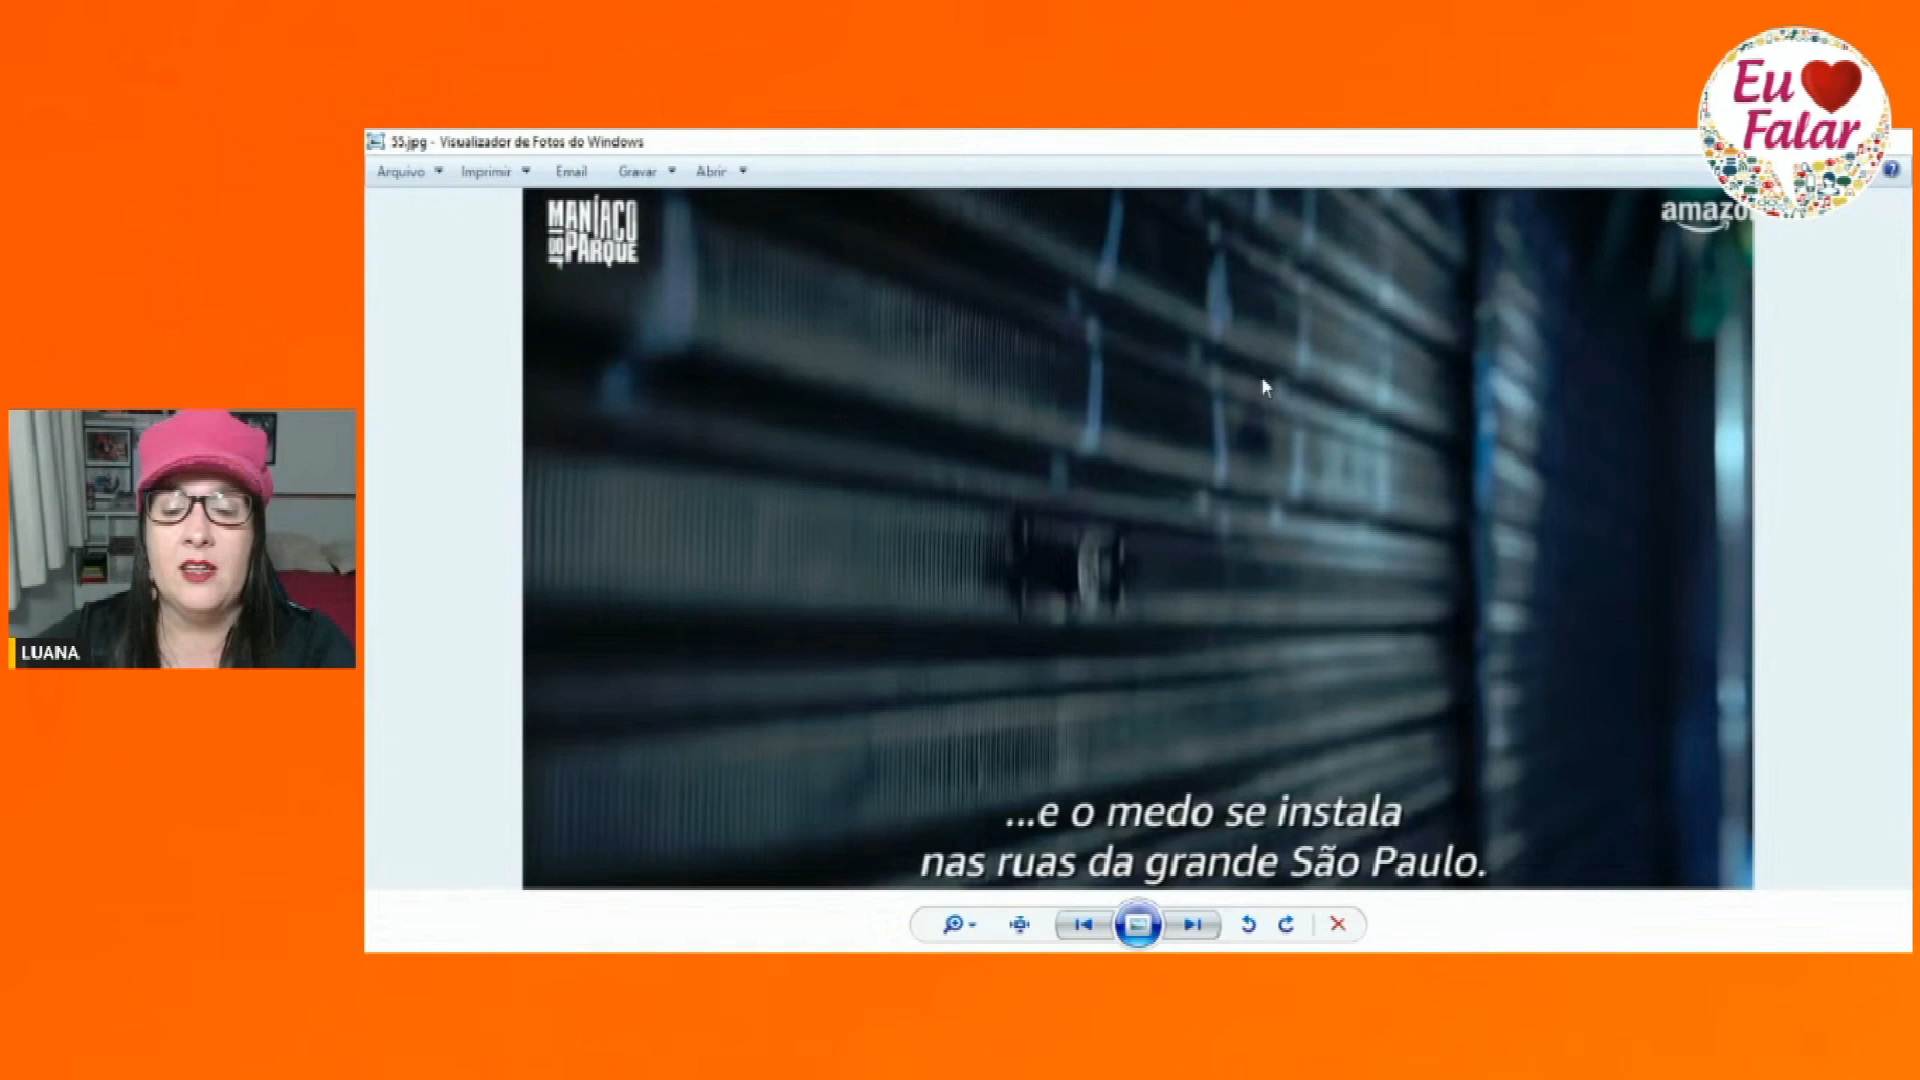 Eu
Falar
55.jpg - Visualizador de Fotos do Windows
Arquivo Imprimir Email Gravar Abrir
MANÍACO
DO PARQUE
...e o medo se instala
nas ruas da grande São Paulo.
LUANA